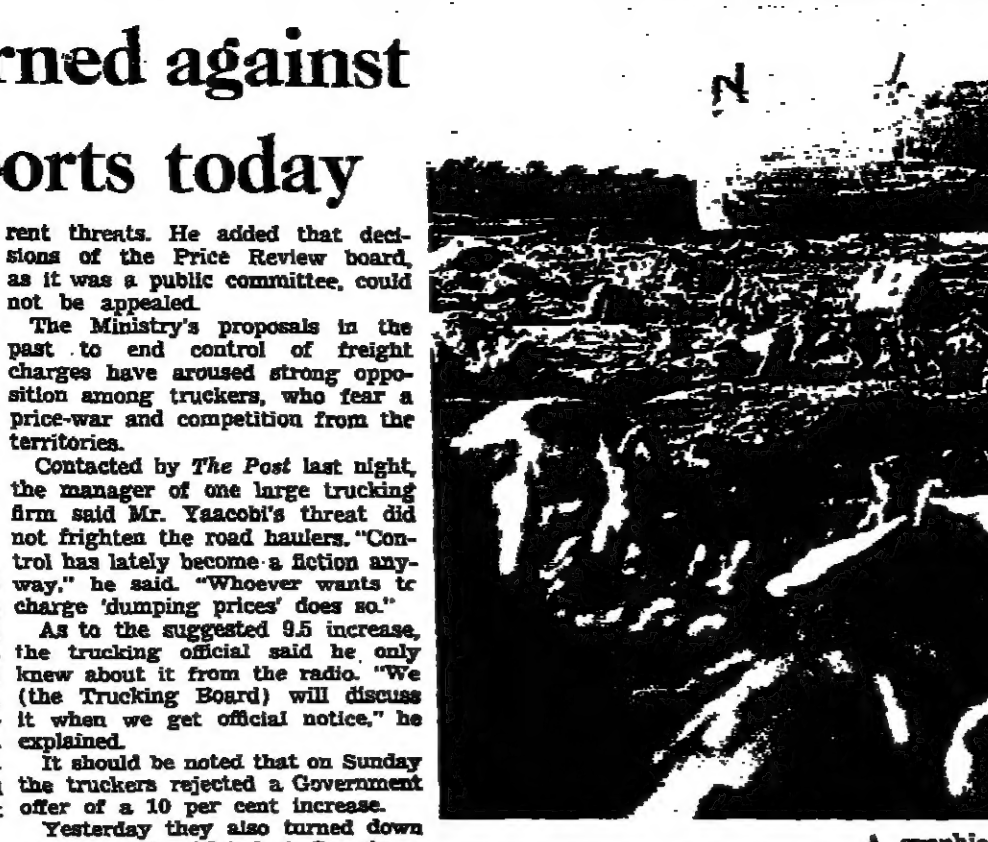 rned against
orts today
rent threats. He added that deci-
sions of the Price Review board,
as it was a public committee, could
not be appealed.
The Ministry's proposals in the
past to end control of freight
charges have aroused strong oppo-
sition among truckers, who fear a
price-war and competition from the
territories.
Contacted by The Post last night,
the manager of one large trucking
firm said Mr. Yaacobi's threat did
not frighten the road haulers. "Con-
trol has lately become a fiction any-
way," he said. "Whoever wants to
charge 'dumping prices' does so."
As to the suggested 9.5 increase,
the trucking official said he only
knew about it from the radio. "We
(the Trucking Board) will discuss
it when we get official notice," he
explained.
It should be noted that on Sunday
the truckers rejected a Government
offer of a 10 per cent increase.
Yesterday they also turned down
A graphic